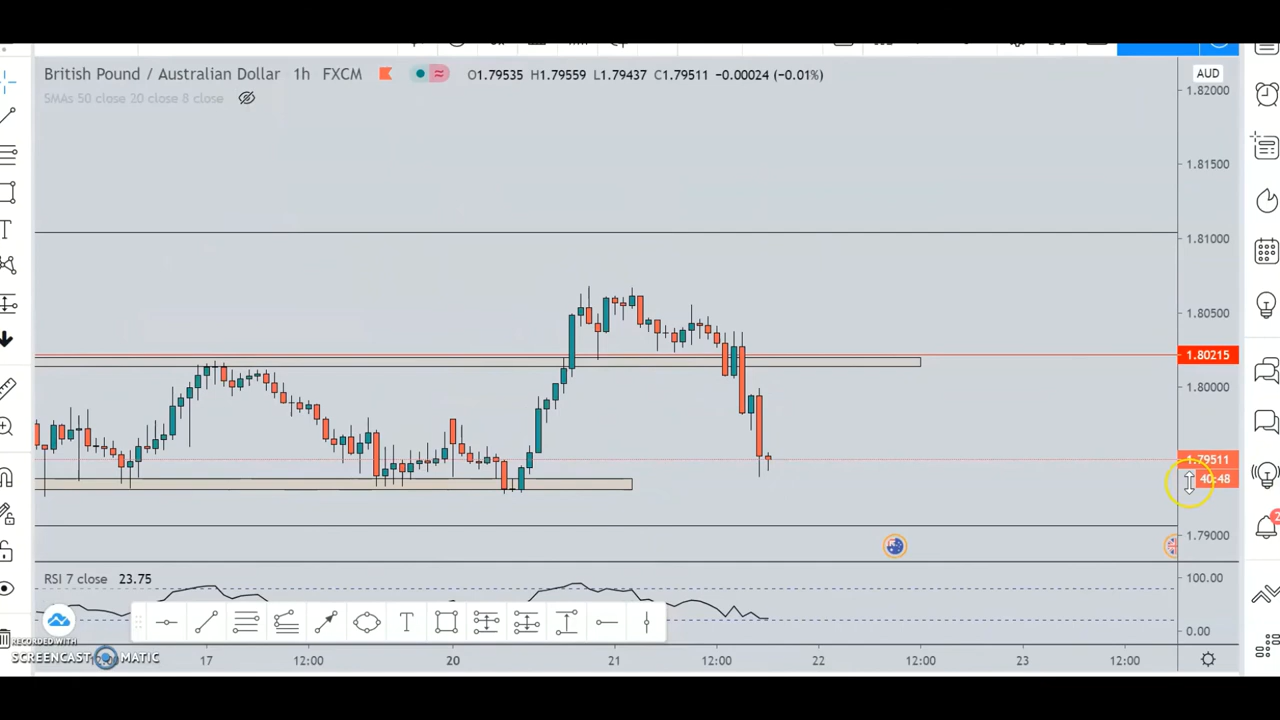 British Pound / Australian Dollar 1h FXCM O1.79535 H1.79559 L1.79437 C1.79511 −0.00024 (−0.01%)
AUD
SMAs 50 close 20 close 8 close
1.82000
1.81500
1.81000
1.80500
1.80215
1.80000
1.79511
40:48
1.79000
RSI 7 close 23.75
100.00
0.00
T
T
RECORDED WITH
SCREENCAST MATIC
17 12:00 20 21 12:00 22 12:00 23 12:00